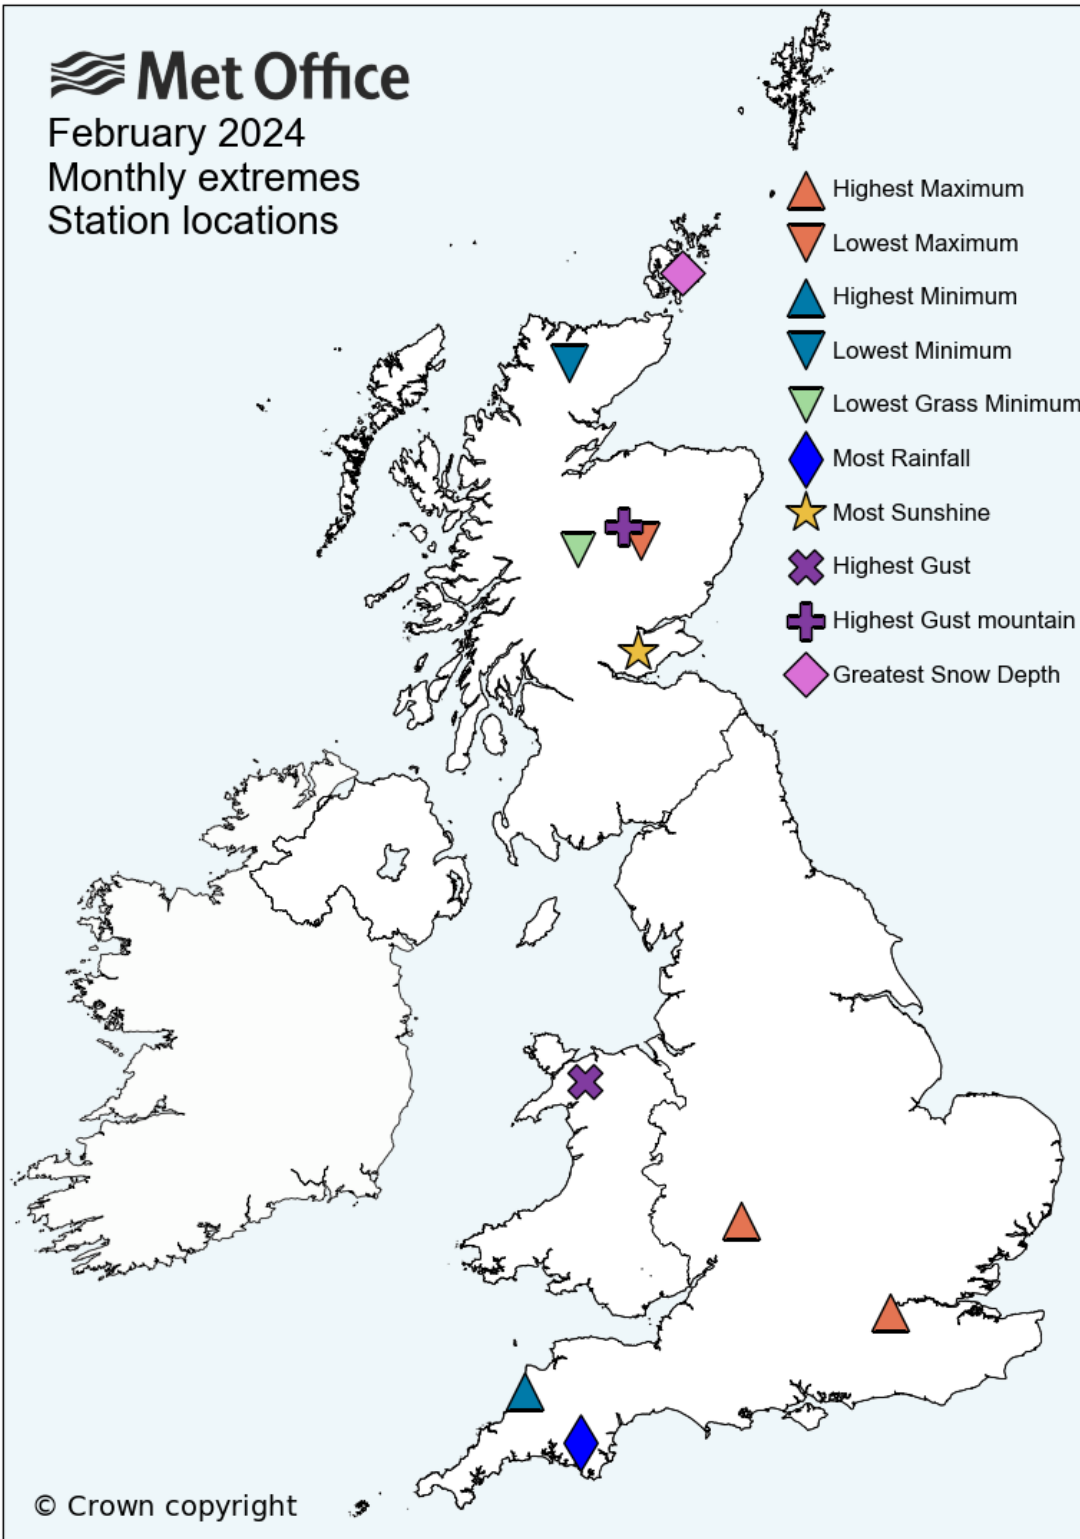 Met Office
February 2024
Monthly extremes
Station locations
Highest Maximum
Lowest Maximum
Highest Minimum
Lowest Minimum
Lowest Grass Minimum
Most Rainfall
Most Sunshine
Highest Gust
Highest Gust mountain
Greatest Snow Depth
© Crown copyright